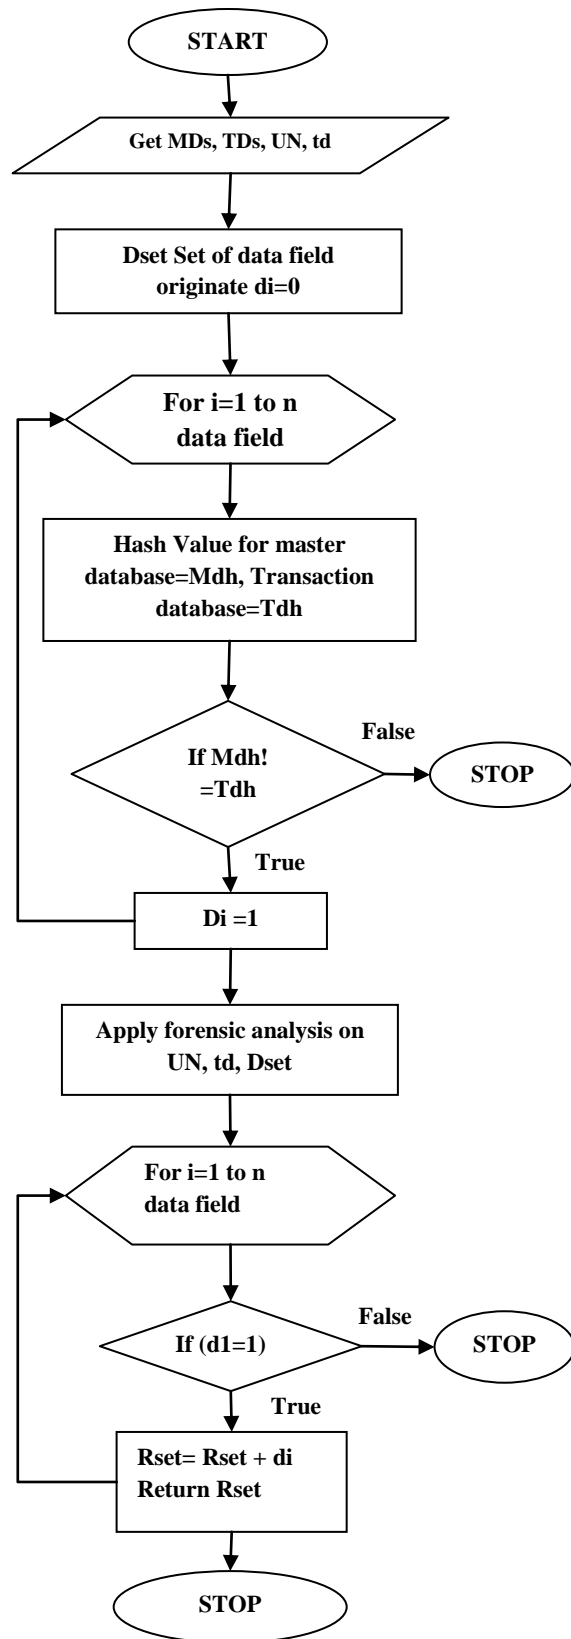 START
Get MDs, TDs, UN, td
Dset Set of data field
originate di=0
For i=1 to n
data field
Hash Value for master
database=Mdh, Transaction
database=Tdh
If Mdh!
=Tdh
False
STOP
True
Di =1
Apply forensic analysis on
UN, td, Dset
For i=1 to n
data field
If (d1=1)
False
STOP
True
Rset= Rset + di
Return Rset
STOP